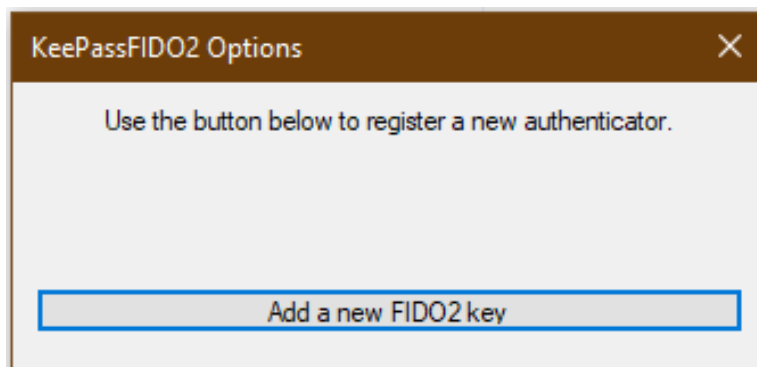 KeePassFIDO2 Options
Use the button below to register a new authenticator.
Add a new FIDO2 key